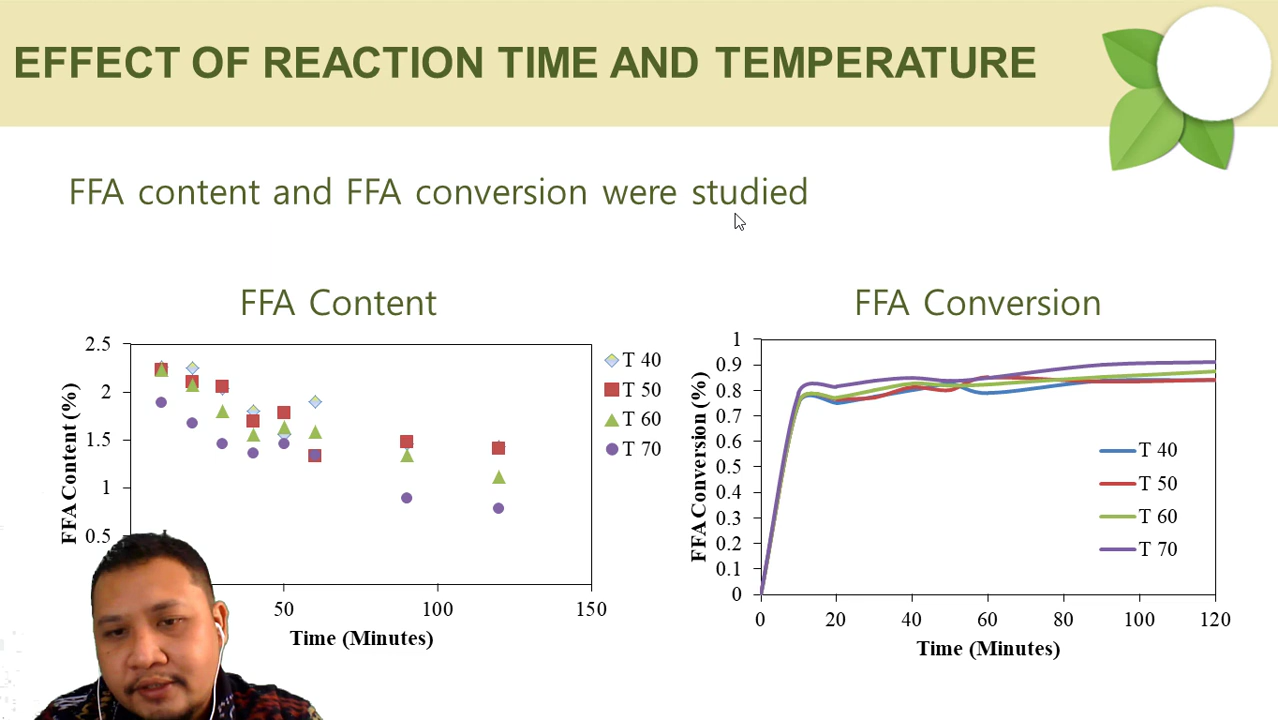 EFFECT OF REACTION TIME AND TEMPERATURE
FFA content and FFA conversion were studied
FFA Content
2.5
2
1.5
1
0.5
FFA Content (%)
50
100
150
Time (Minutes)
T 40
T 50
T 60
T 70
FFA Conversion
1
0.9
0.8
0.7
0.6
0.5
0.4
0.3
0.2
0.1
0
FFA Conversion (%)
0
20
40
60
80
100
120
Time (Minutes)
T 40
T 50
T 60
T 70